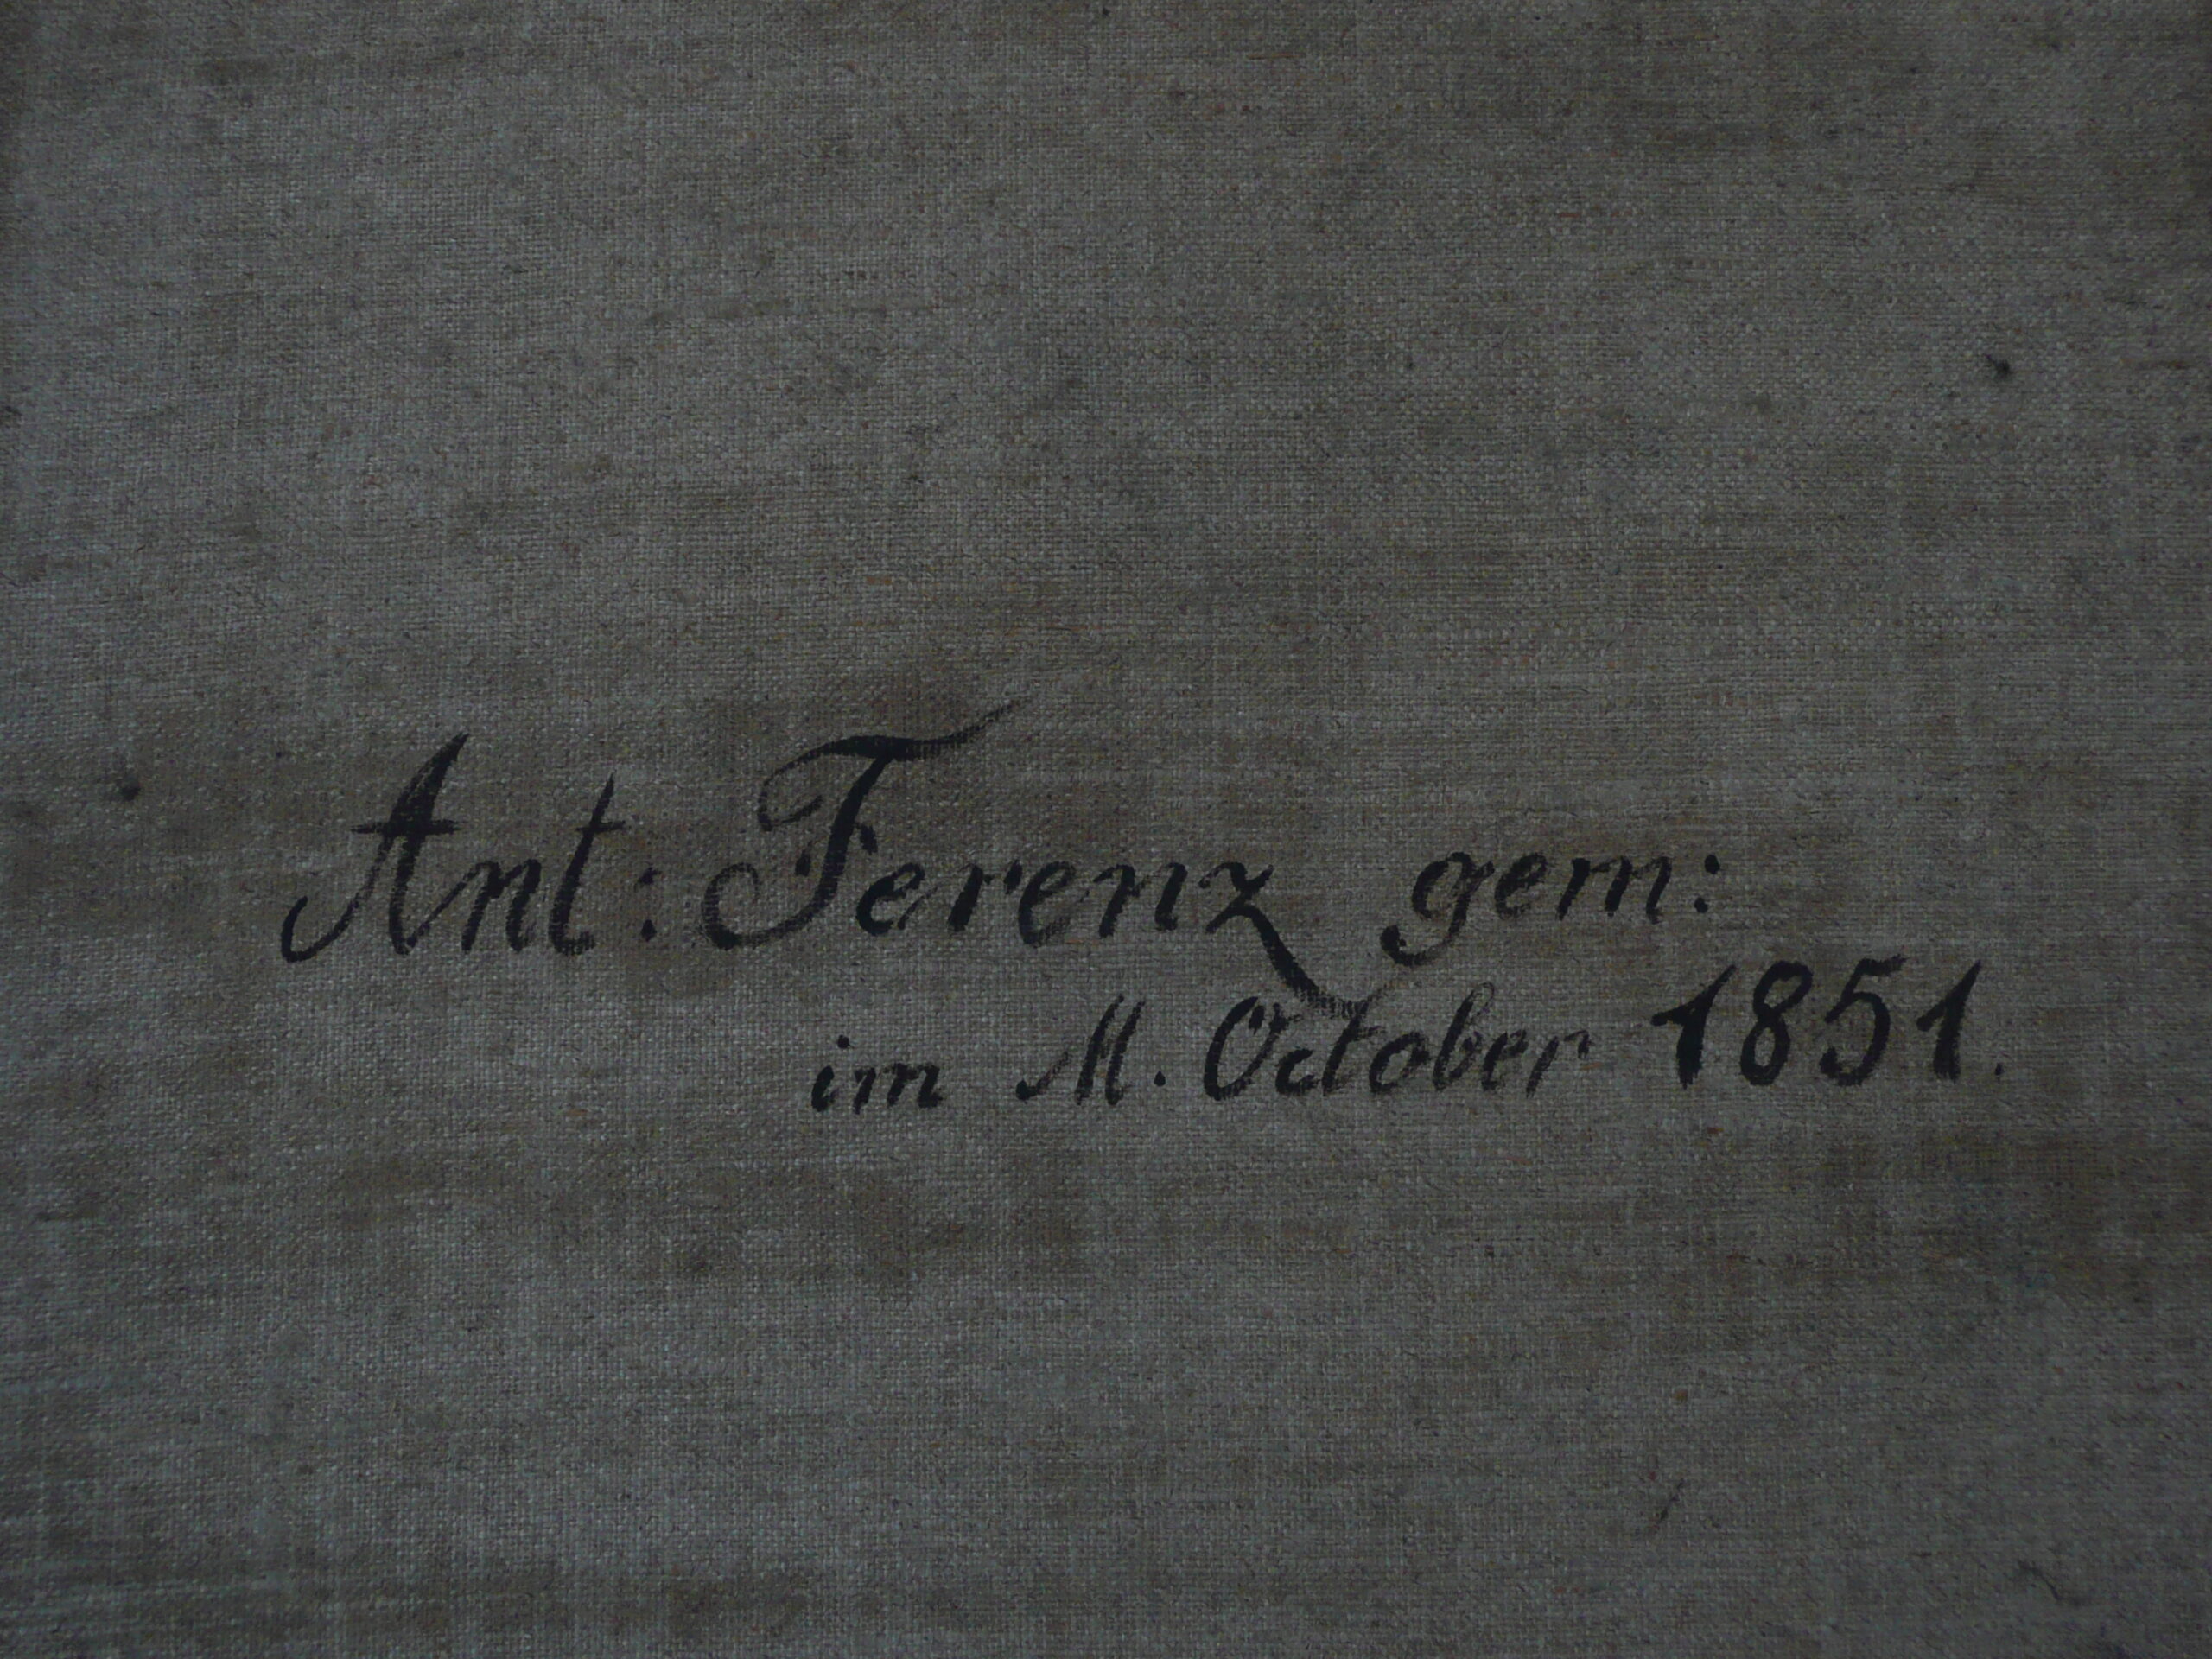 Ant: Ferenz gem:
im M. October 1851.